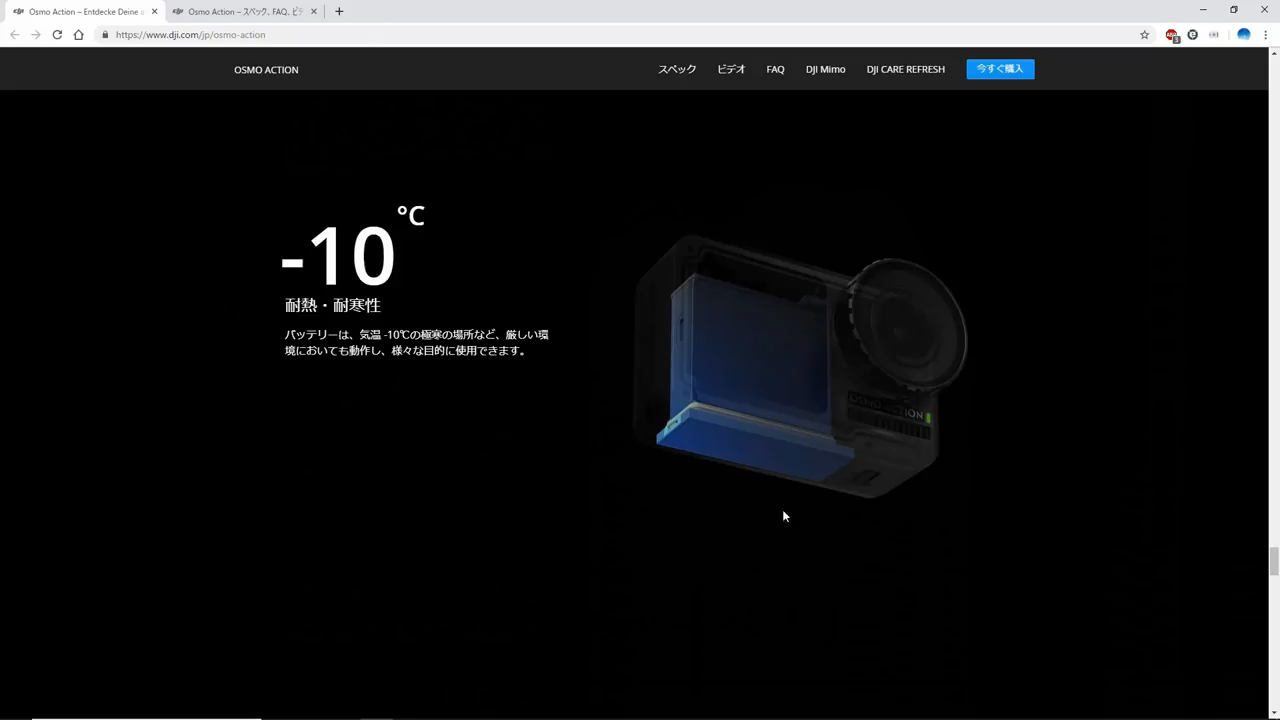 Osmo Action – Entdecke Deine a
Osmo Action – スペック、FAQ、ビデ
https://www.dji.com/jp/osmo-action
OSMO ACTION
スペック
ビデオ
FAQ
DJI Mimo
DJI CARE REFRESH
今すぐ購入
-10 °C
耐熱・耐寒性
バッテリーは、気温 -10℃の極寒の場所など、厳しい環
境においても動作し、様々な目的に使用できます。
OSMO ACTION